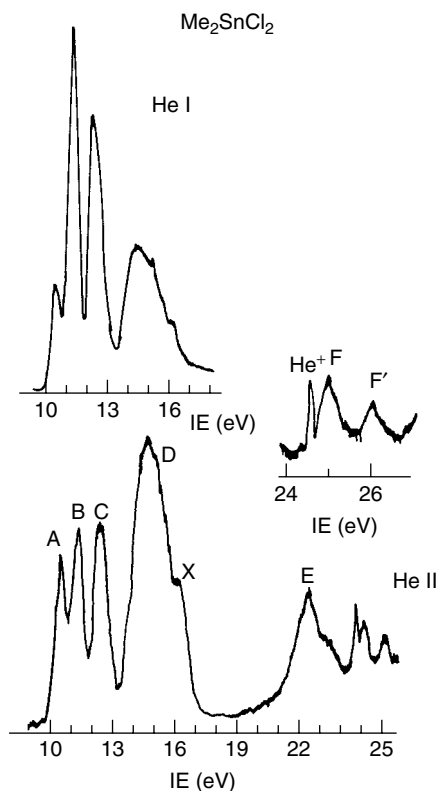 Me₂SnCl₂
He I
10 13 16
IE (eV)
He⁺ F
F′
24 26
IE (eV)
A B C D
X
E
He II
10 13 16 19 22 25
IE (eV)